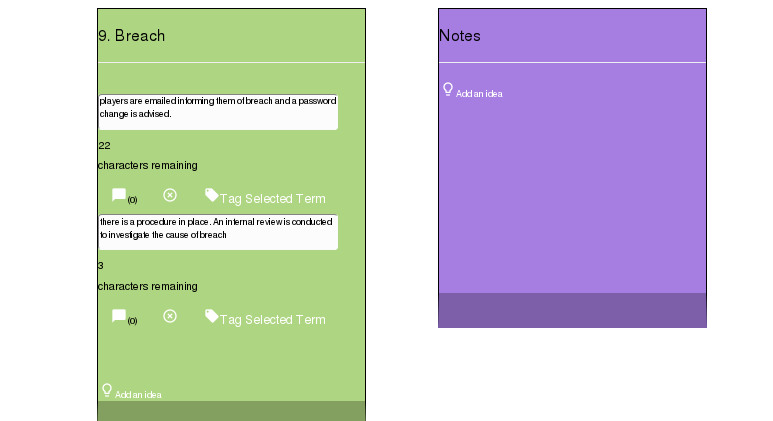 9. Breach
players are emailed informing them of breach and a password
change is advised.
22
characters remaining
(0)
Tag Selected Term
there is a procedure in place. An internal review is conducted
to investigate the cause of breach
3
characters remaining
(0)
Tag Selected Term
Add an idea
Notes
Add an idea